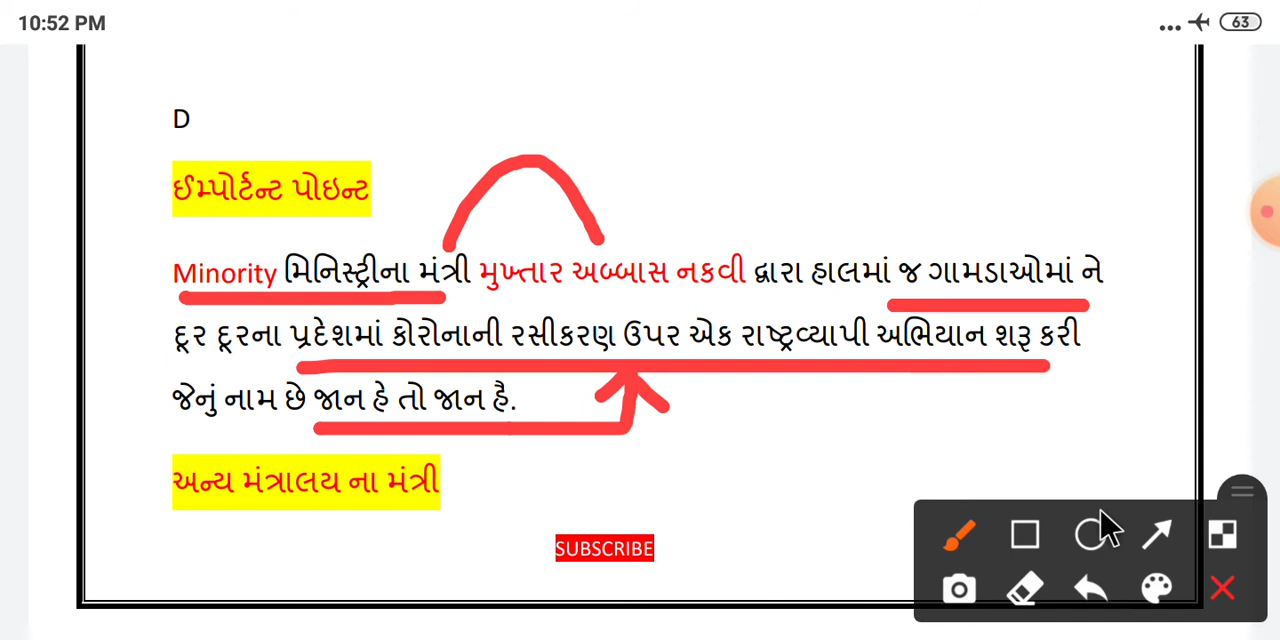 10:52 PM
63
D
ઈમ્પોર્ટન્ટ પોઇન્ટ
Minority મિનિસ્ટ્રીના મંત્રી મુખ્તાર અબ્બાસ નકવી દ્વારા હાલમાં જ ગામડાઓમાં ને
દૂર દૂરના પ્રદેશમાં કોરોનાની રસીકરણ ઉપર એક રાષ્ટ્રવ્યાપી અભિયાન શરૂ કરી
જેનું નામ છે જાન હે તો જાન હૈ.
અન્ય મંત્રાલય ના મંત્રી
SUBSCRIBE